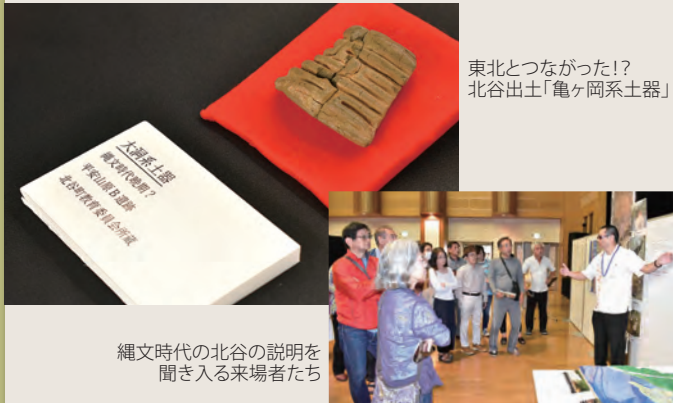 東北とつながった!?
北谷出土「亀ヶ岡系土器」
大洞系土器
縄文時代晩期?
平安山原B遺跡
北谷町教育委員会所蔵
縄文時代の北谷の説明を
聞き入る来場者たち